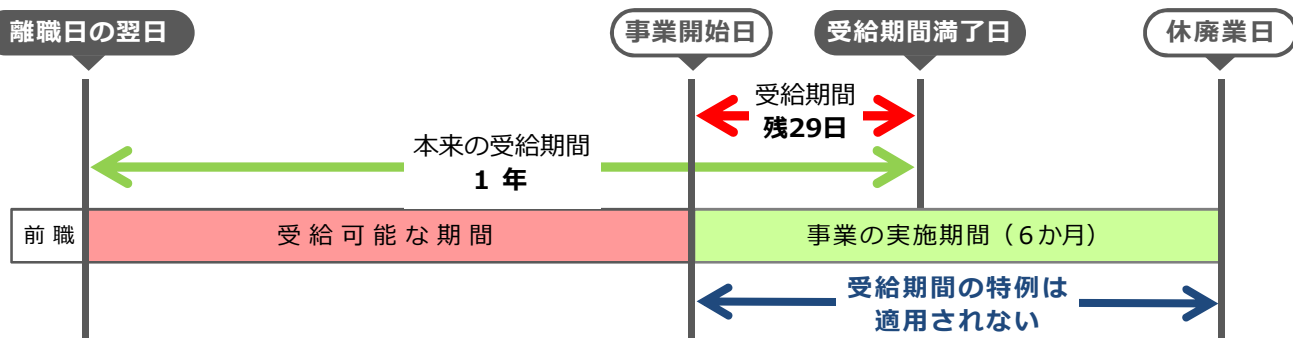 離職日の翌日
事業開始日
受給期間満了日
休廃業日
受給期間
残29日
本来の受給期間
1 年
前職
受給可能な期間
事業の実施期間（6か月）
受給期間の特例は
適用されない